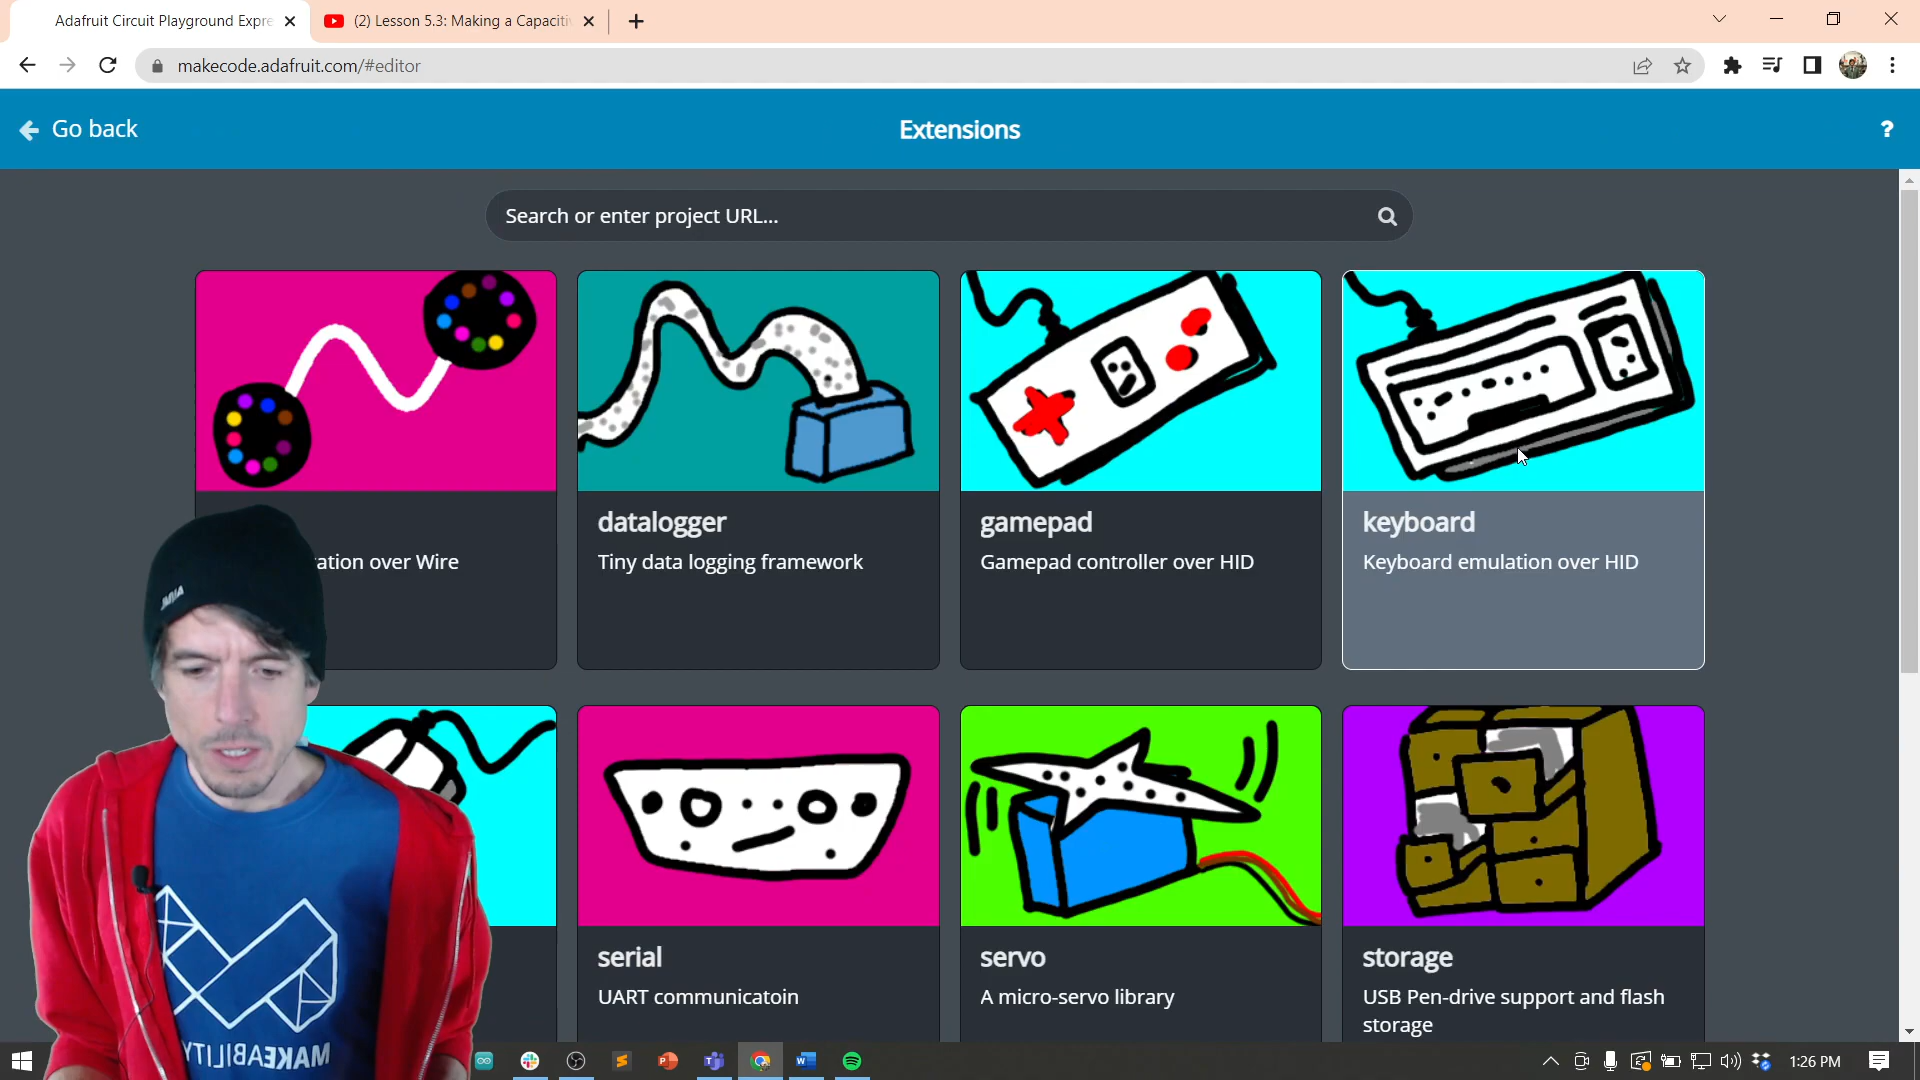 Adafruit Circuit Playground Expre
(2) Lesson 5.3: Making a Capaciti
makecode.adafruit.com/#editor
Go back
Extensions
?
Search or enter project URL...
ation over Wire
datalogger
Tiny data logging framework
gamepad
Gamepad controller over HID
keyboard
Keyboard emulation over HID
serial
UART communicatoin
servo
A micro-servo library
storage
USB Pen-drive support and flash
storage
MAKEABILITY
1:26 PM